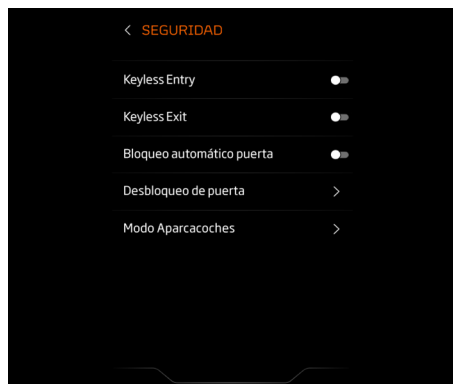 SEGURIDAD
Keyless Entry
Keyless Exit
Bloqueo automático puerta
Desbloqueo de puerta
Modo Aparcacoches